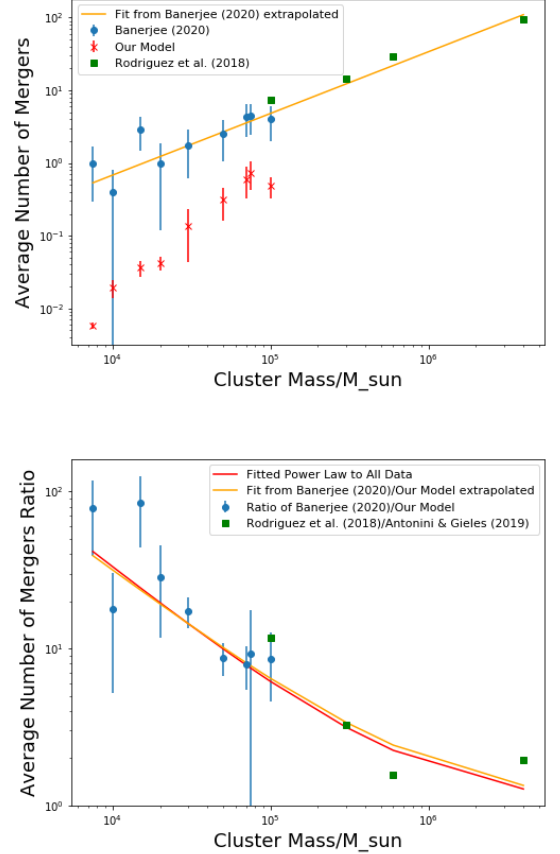 Fit from Banerjee (2020) extrapolated
Banerjee (2020)
Our Model
Rodriguez et al. (2018)
Average Number of Mergers
10²
10¹
10⁰
10⁻¹
10⁻²
10⁴
10⁵
10⁶
Cluster Mass/M_sun
Fitted Power Law to All Data
Fit from Banerjee (2020)/Our Model extrapolated
Ratio of Banerjee (2020)/Our Model
Rodriguez et al. (2018)/Antonini & Gieles (2019)
Average Number of Mergers Ratio
10²
10¹
10⁰
10⁴
10⁵
10⁶
Cluster Mass/M_sun